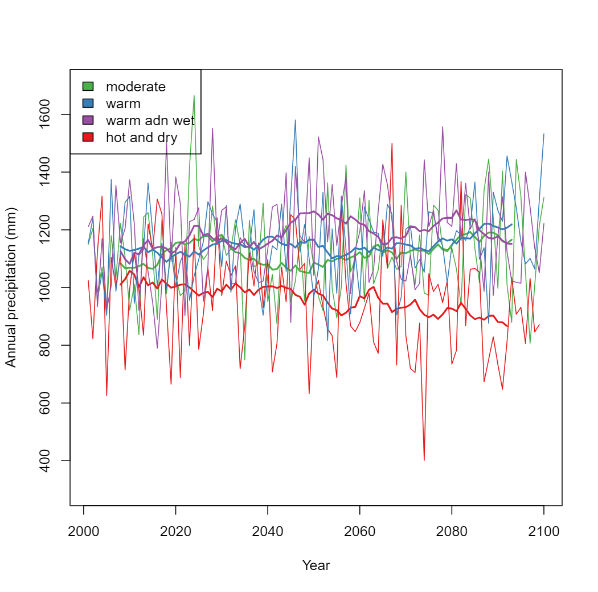 moderate
warm
warm adn wet
hot and dry
Annual precipitation (mm)
1600
1400
1200
1000
800
600
400
2000 2020 2040 2060 2080 2100
Year